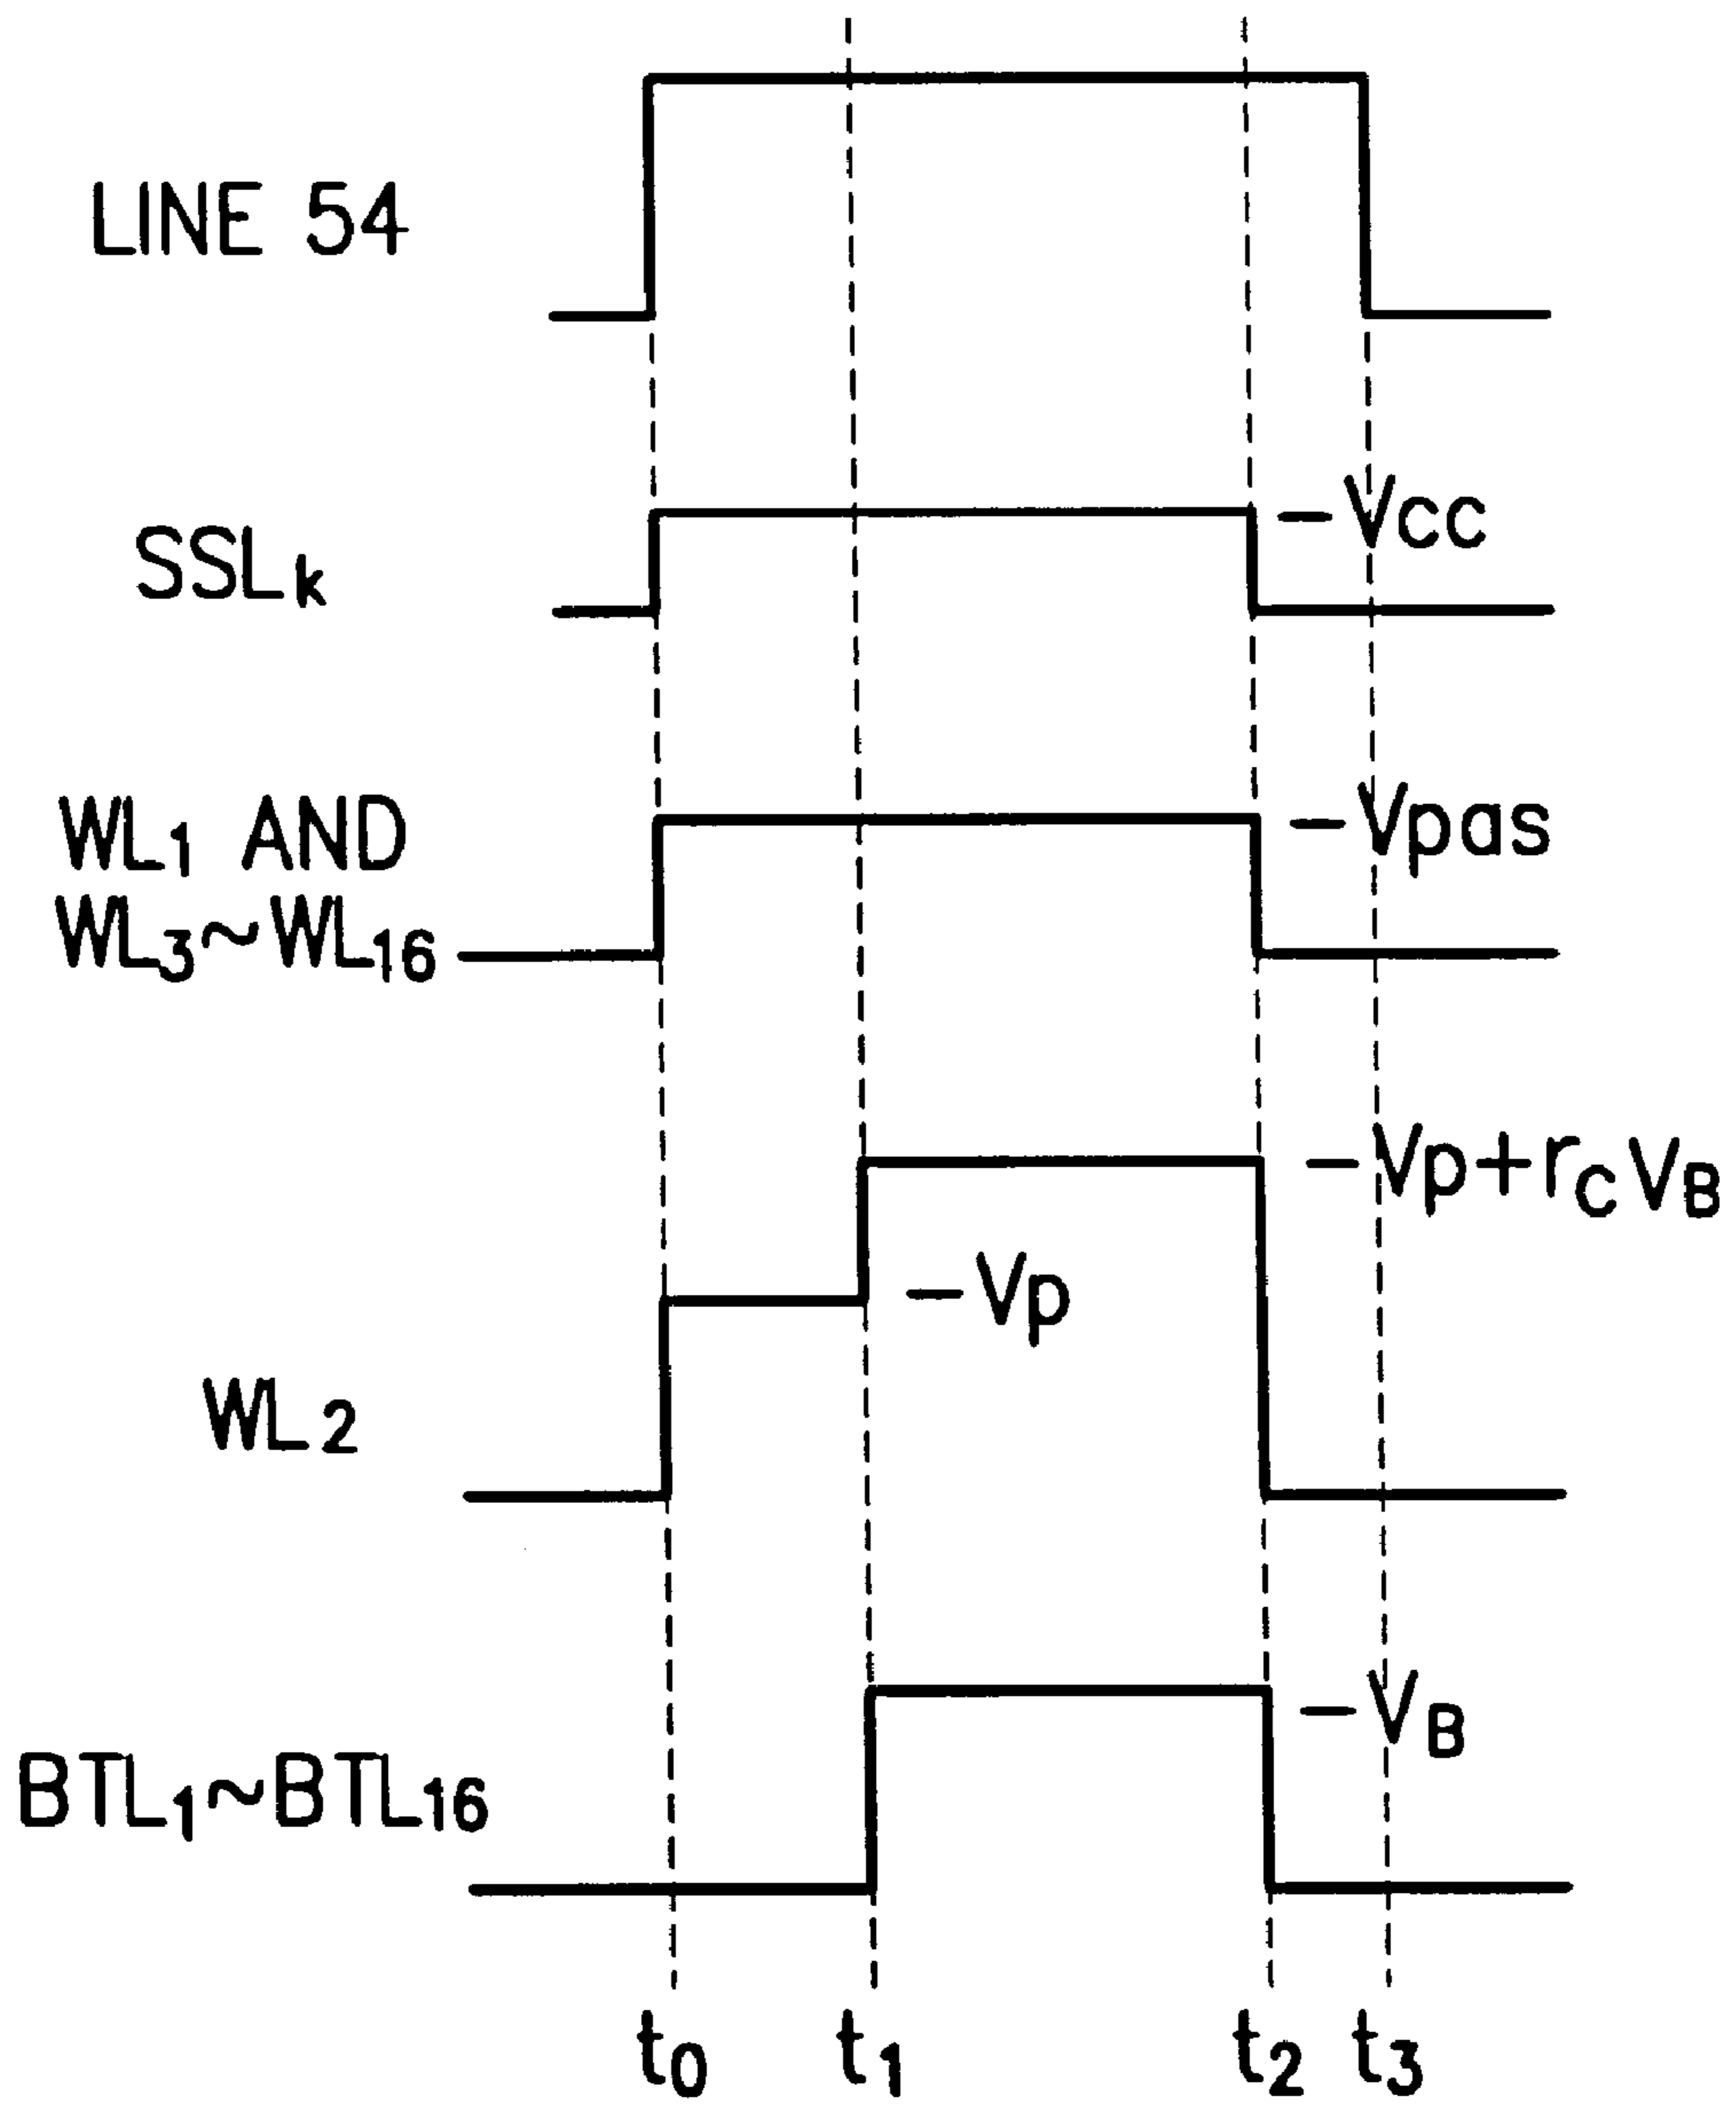 LINE 54
-Vcc
SSLk
-Vpas
WL1 AND
WL3~WL16
-Vp+rcVB
-Vp
WL2
-VB
BTL1~BTL16
t0 t1 t2 t3